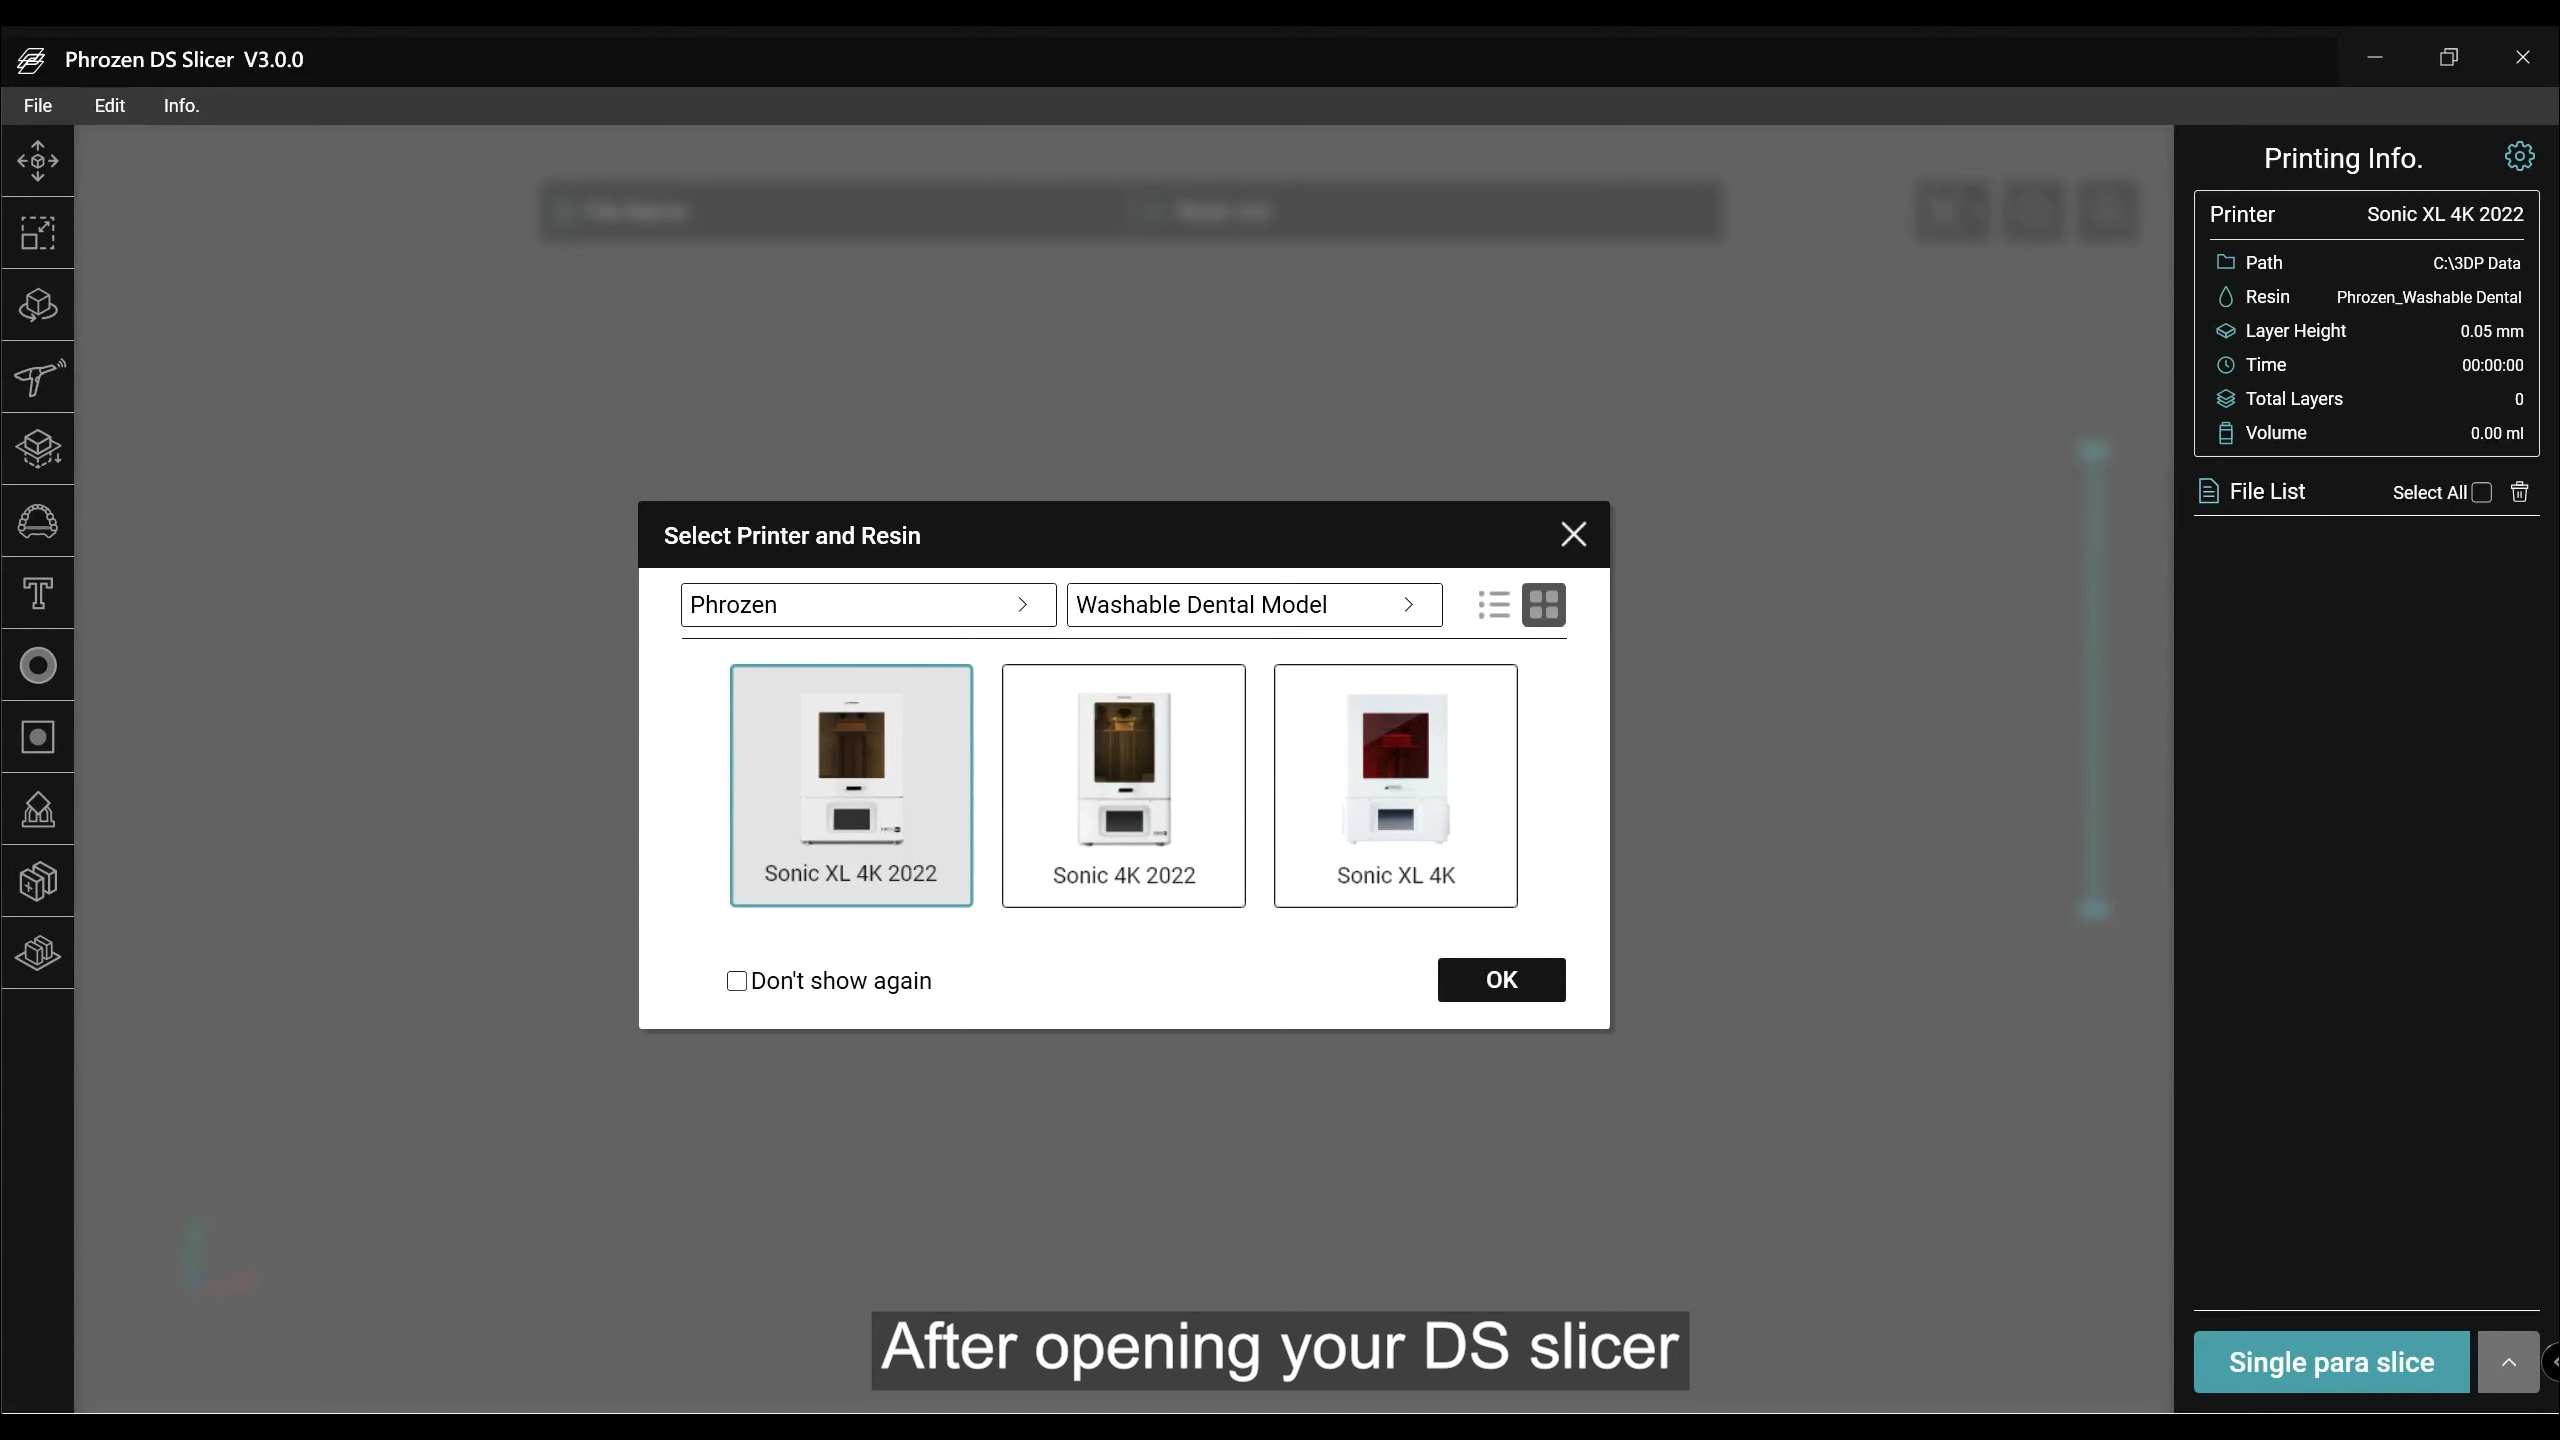 Phrozen DS Slicer V3.0.0
File Edit Info.
Printing Info.
Printer Sonic XL 4K 2022
Path C:\3DP Data
Resin Phrozen_Washable Dental
Layer Height 0.05 mm
Time 00:00:00
Total Layers 0
Volume 0.00 ml
File List Select All
Select Printer and Resin
Phrozen Washable Dental Model
Sonic XL 4K 2022 Sonic 4K 2022 Sonic XL 4K
Don't show again OK
After opening your DS slicer
Single para slice